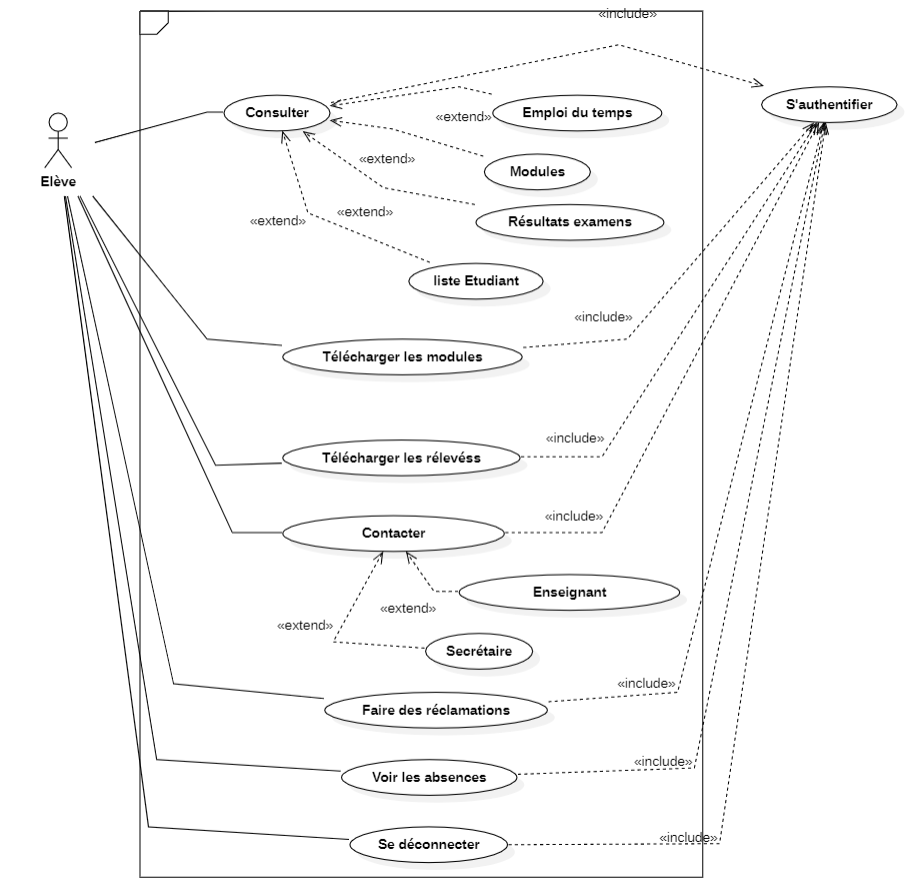 «include»
Consulter
Emploi du temps
S'authentifier
«extend»
«extend»
Modules
Elève
«extend»
«extend»
Résultats examens
liste Etudiant
«include»
Télécharger les modules
«include»
Télécharger les rélevéss
«include»
Contacter
Enseignant
«extend»
«extend»
Secrétaire
«include»
Faire des réclamations
«include»
Voir les absences
«include»
Se déconnecter